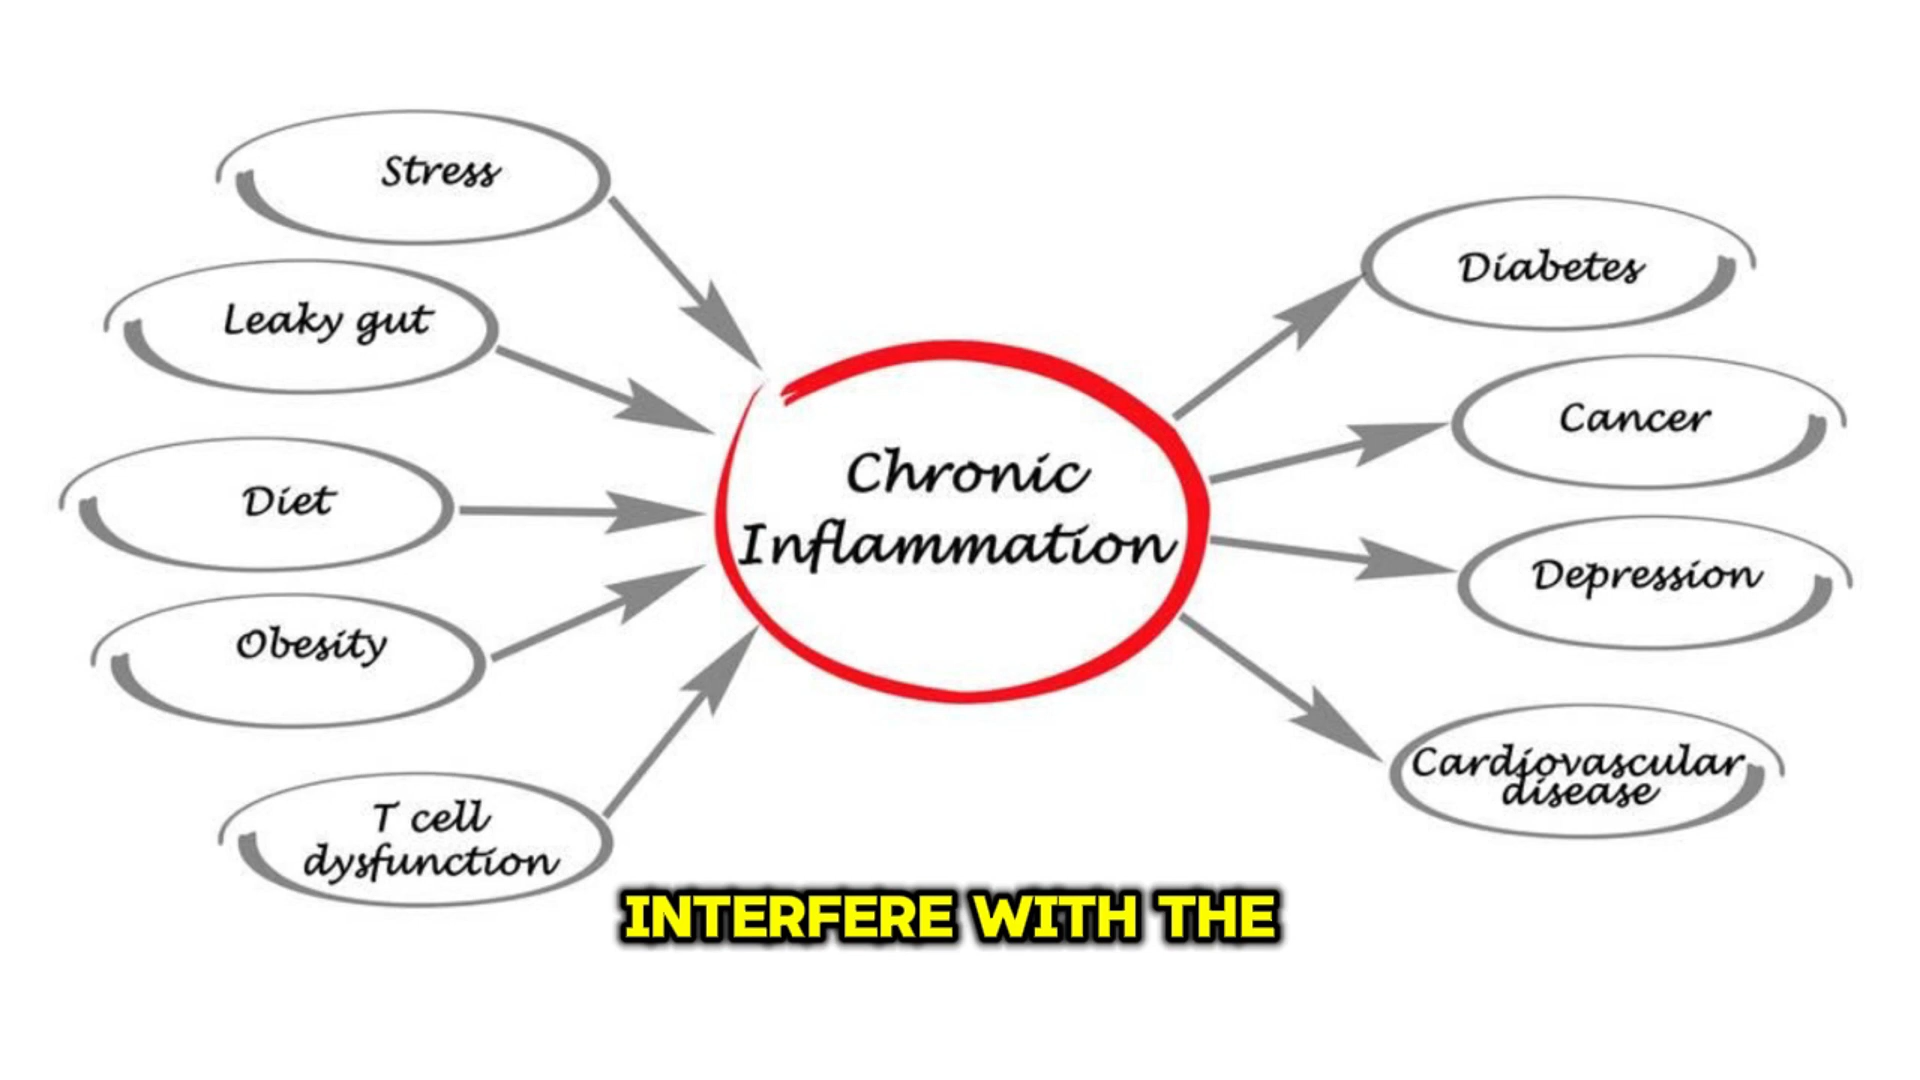 Stress
Leaky gut
Diet
Obesity
T cell
dysfunction
Chronic
Inflammation
Diabetes
Cancer
Depression
Cardiovascular
disease
INTERFERE WITH THE